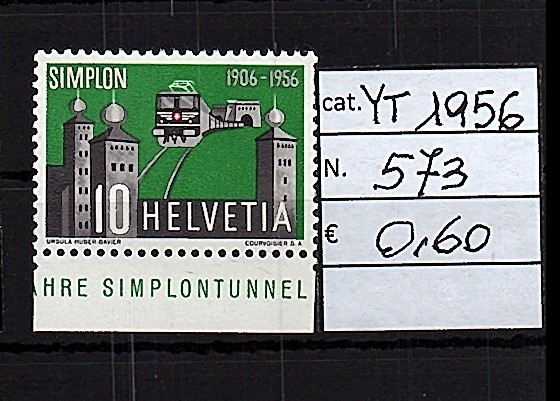 SIMPLON 1906-1956
10 HELVETIA
URSULA HUBER-BAVIER COURVOISIER S A
AHRE SIMPLONTUNNEL
cat. YT 1956
N. 573
€ 0,60